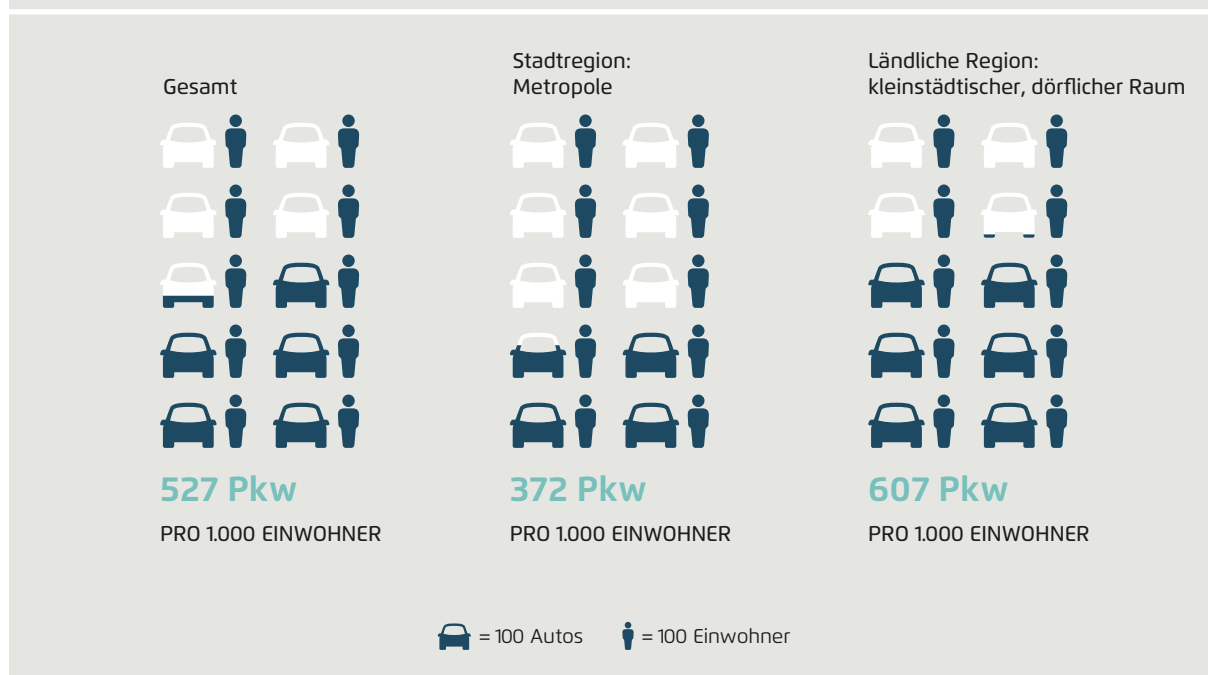 Gesamt
Stadtregion:
Metropole
Ländliche Region:
kleinstädtischer, dörflicher Raum
527 Pkw
PRO 1.000 EINWOHNER
372 Pkw
PRO 1.000 EINWOHNER
607 Pkw
PRO 1.000 EINWOHNER
= 100 Autos
= 100 Einwohner